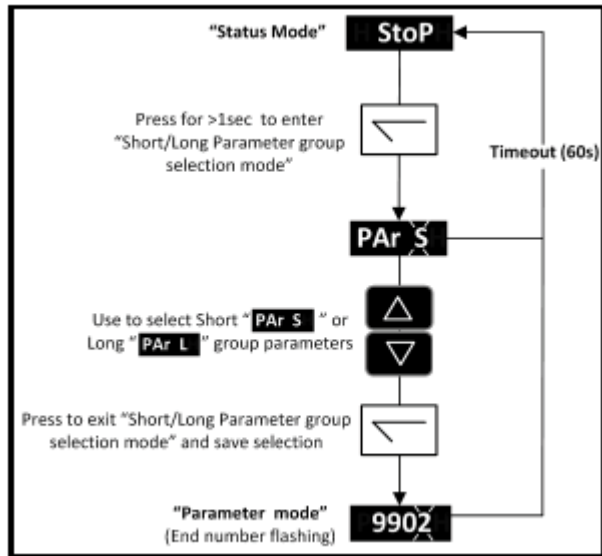 "Status Mode"
StoP
Press for >1sec to enter
"Short/Long Parameter group
selection mode"
Timeout (60s)
PAr S
Use to select Short " PAr S " or
Long " PAr L " group parameters
Press to exit "Short/Long Parameter group
selection mode" and save selection
"Parameter mode"
(End number flashing)
9902